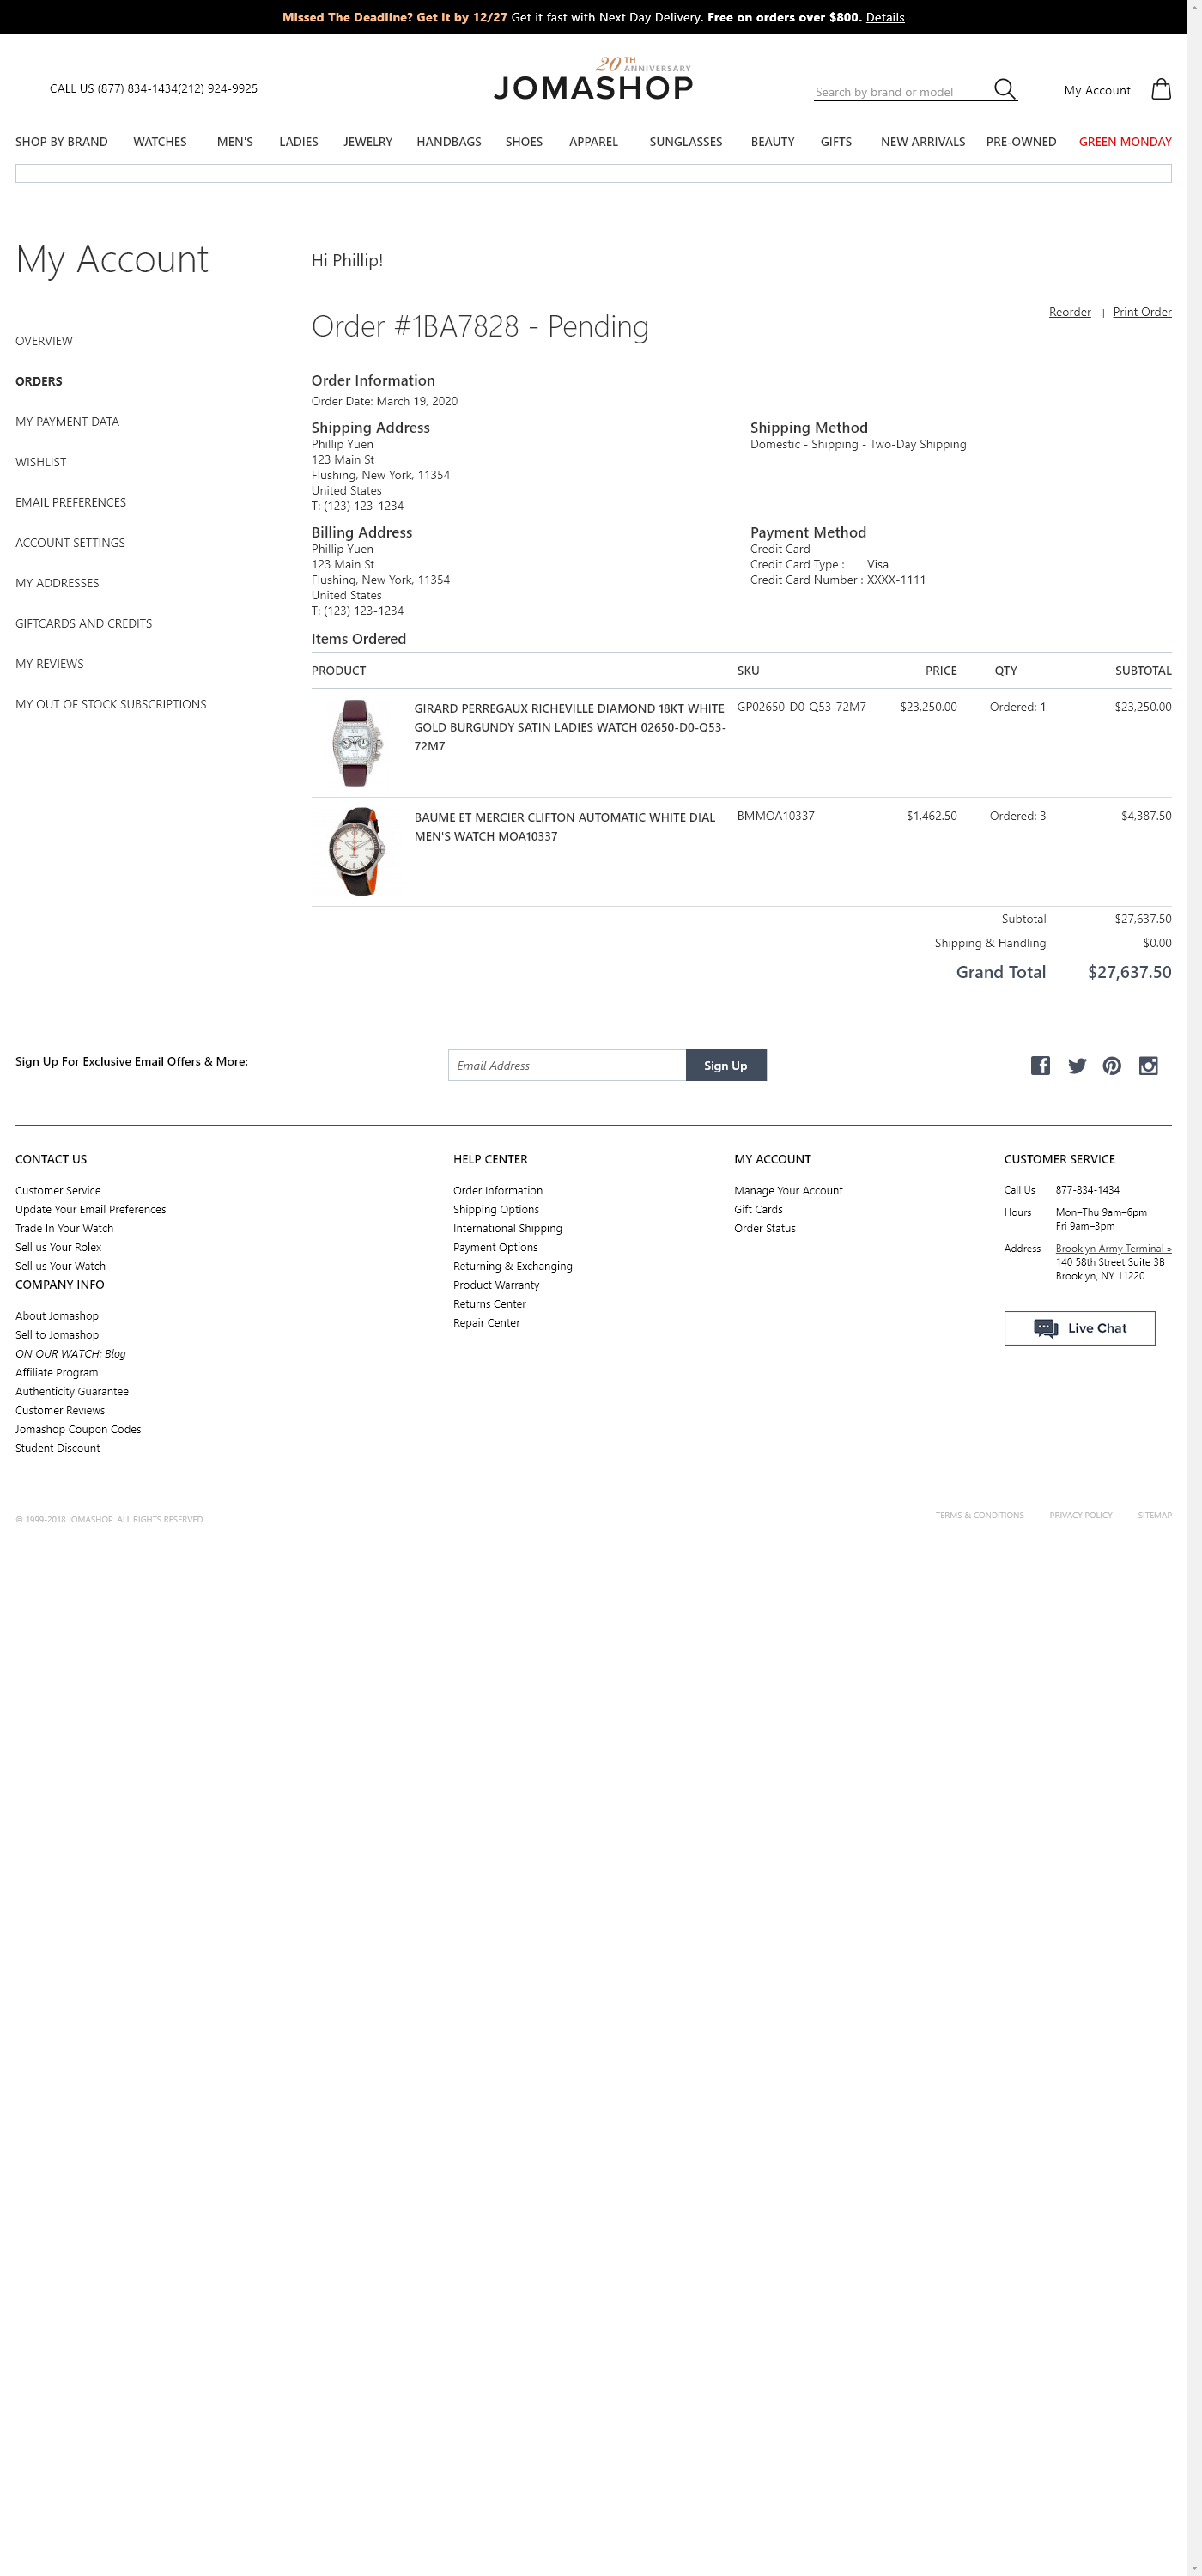 Missed The Deadline? Get it by 12/27 Get it fast with Next Day Delivery. Free on orders over $800. Details
CALL US (877) 834-1434(212) 924-9925
20TH ANNIVERSARY
JOMASHOP
Search by brand or model
My Account
SHOP BY BRAND WATCHES MEN'S LADIES JEWELRY HANDBAGS SHOES APPAREL SUNGLASSES BEAUTY GIFTS NEW ARRIVALS PRE-OWNED GREEN MONDAY
My Account
OVERVIEW
ORDERS
MY PAYMENT DATA
WISHLIST
EMAIL PREFERENCES
ACCOUNT SETTINGS
MY ADDRESSES
GIFTCARDS AND CREDITS
MY REVIEWS
MY OUT OF STOCK SUBSCRIPTIONS
Hi Phillip!
Order #1BA7828 - Pending
Reorder | Print Order
Order Information
Order Date: March 19, 2020
Shipping Address
Phillip Yuen
123 Main St
Flushing, New York, 11354
United States
T: (123) 123-1234
Shipping Method
Domestic - Shipping - Two-Day Shipping
Billing Address
Phillip Yuen
123 Main St
Flushing, New York, 11354
United States
T: (123) 123-1234
Payment Method
Credit Card
Credit Card Type : Visa
Credit Card Number : XXXX-1111
Items Ordered
PRODUCT SKU PRICE QTY SUBTOTAL
GIRARD PERREGAUX RICHEVILLE DIAMOND 18KT WHITE
GOLD BURGUNDY SATIN LADIES WATCH 02650-D0-Q53-
72M7
GP02650-D0-Q53-72M7 $23,250.00 Ordered: 1 $23,250.00
BAUME ET MERCIER CLIFTON AUTOMATIC WHITE DIAL
MEN'S WATCH MOA10337
BMMOA10337 $1,462.50 Ordered: 3 $4,387.50
Subtotal $27,637.50
Shipping & Handling $0.00
Grand Total $27,637.50
Sign Up For Exclusive Email Offers & More:
Email Address
Sign Up
CONTACT US
Customer Service
Update Your Email Preferences
Trade In Your Watch
Sell us Your Rolex
Sell us Your Watch
COMPANY INFO
About Jomashop
Sell to Jomashop
ON OUR WATCH: Blog
Affiliate Program
Authenticity Guarantee
Customer Reviews
Jomashop Coupon Codes
Student Discount
HELP CENTER
Order Information
Shipping Options
International Shipping
Payment Options
Returning & Exchanging
Product Warranty
Returns Center
Repair Center
MY ACCOUNT
Manage Your Account
Gift Cards
Order Status
CUSTOMER SERVICE
Call Us 877-834-1434
Hours Mon–Thu 9am–6pm
Fri 9am–3pm
Address Brooklyn Army Terminal »
140 58th Street Suite 3B
Brooklyn, NY 11220
Live Chat
© 1999-2018 JOMASHOP. ALL RIGHTS RESERVED.
TERMS & CONDITIONS PRIVACY POLICY SITEMAP